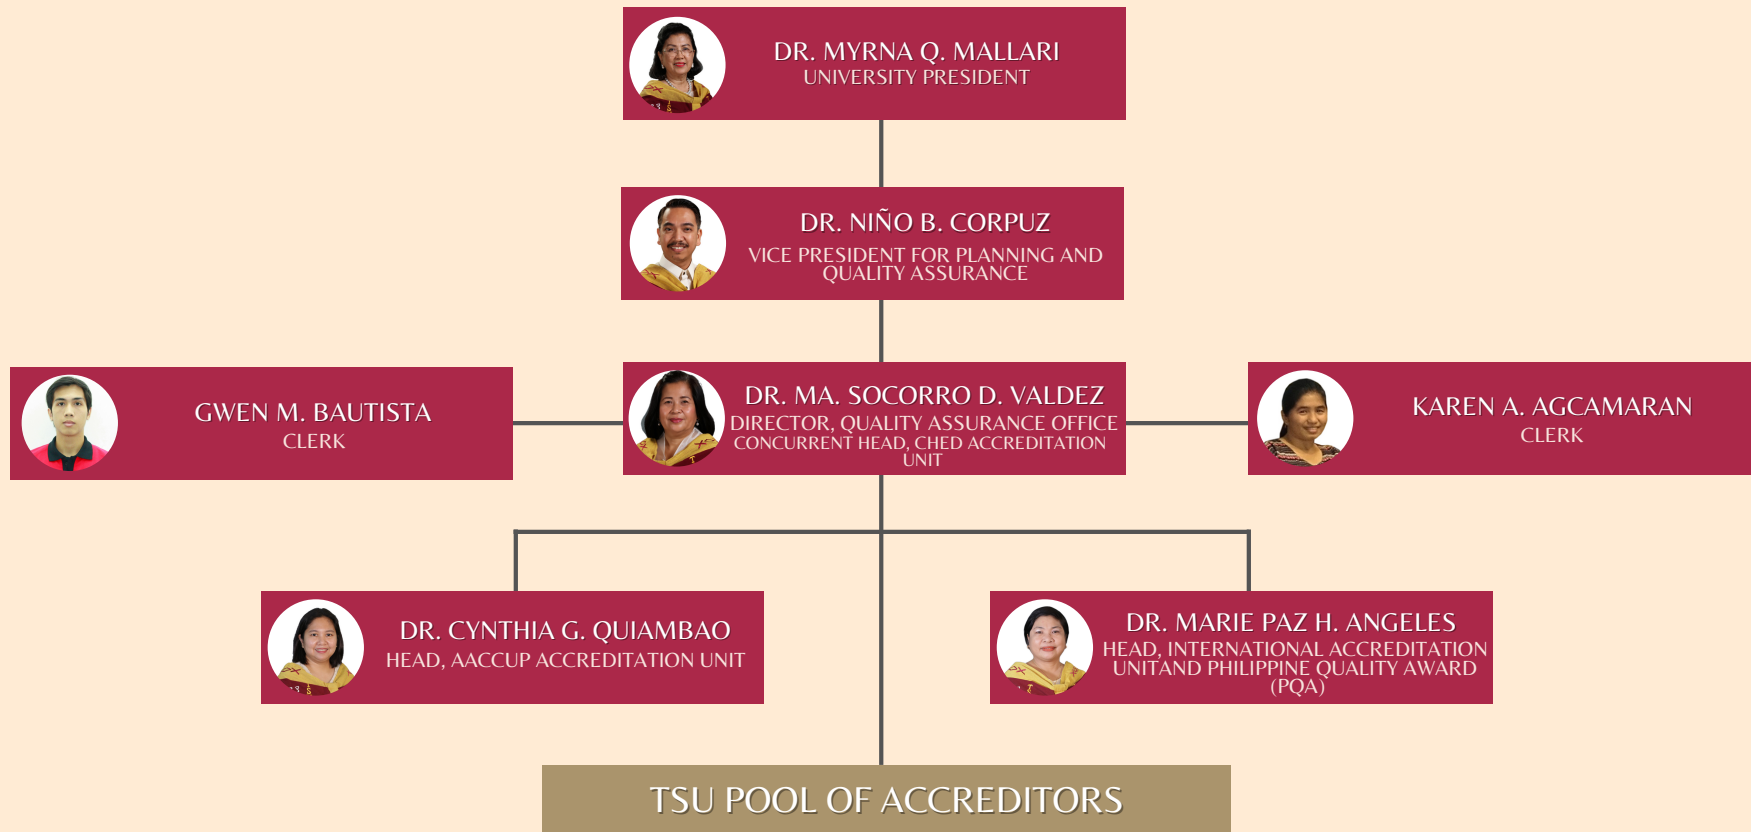 DR. MYRNA Q. MALLARI
UNIVERSITY PRESIDENT
DR. NIÑO B. CORPUZ
VICE PRESIDENT FOR PLANNING AND
QUALITY ASSURANCE
GWEN M. BAUTISTA
CLERK
DR. MA. SOCORRO D. VALDEZ
DIRECTOR, QUALITY ASSURANCE OFFICE
CONCURRENT HEAD, CHED ACCREDITATION
UNIT
KAREN A. AGCAMARAN
CLERK
DR. CYNTHIA G. QUIAMBAO
HEAD, AACCUP ACCREDITATION UNIT
DR. MARIE PAZ H. ANGELES
HEAD, INTERNATIONAL ACCREDITATION
UNITAND PHILIPPINE QUALITY AWARD
(PQA)
TSU POOL OF ACCREDITORS